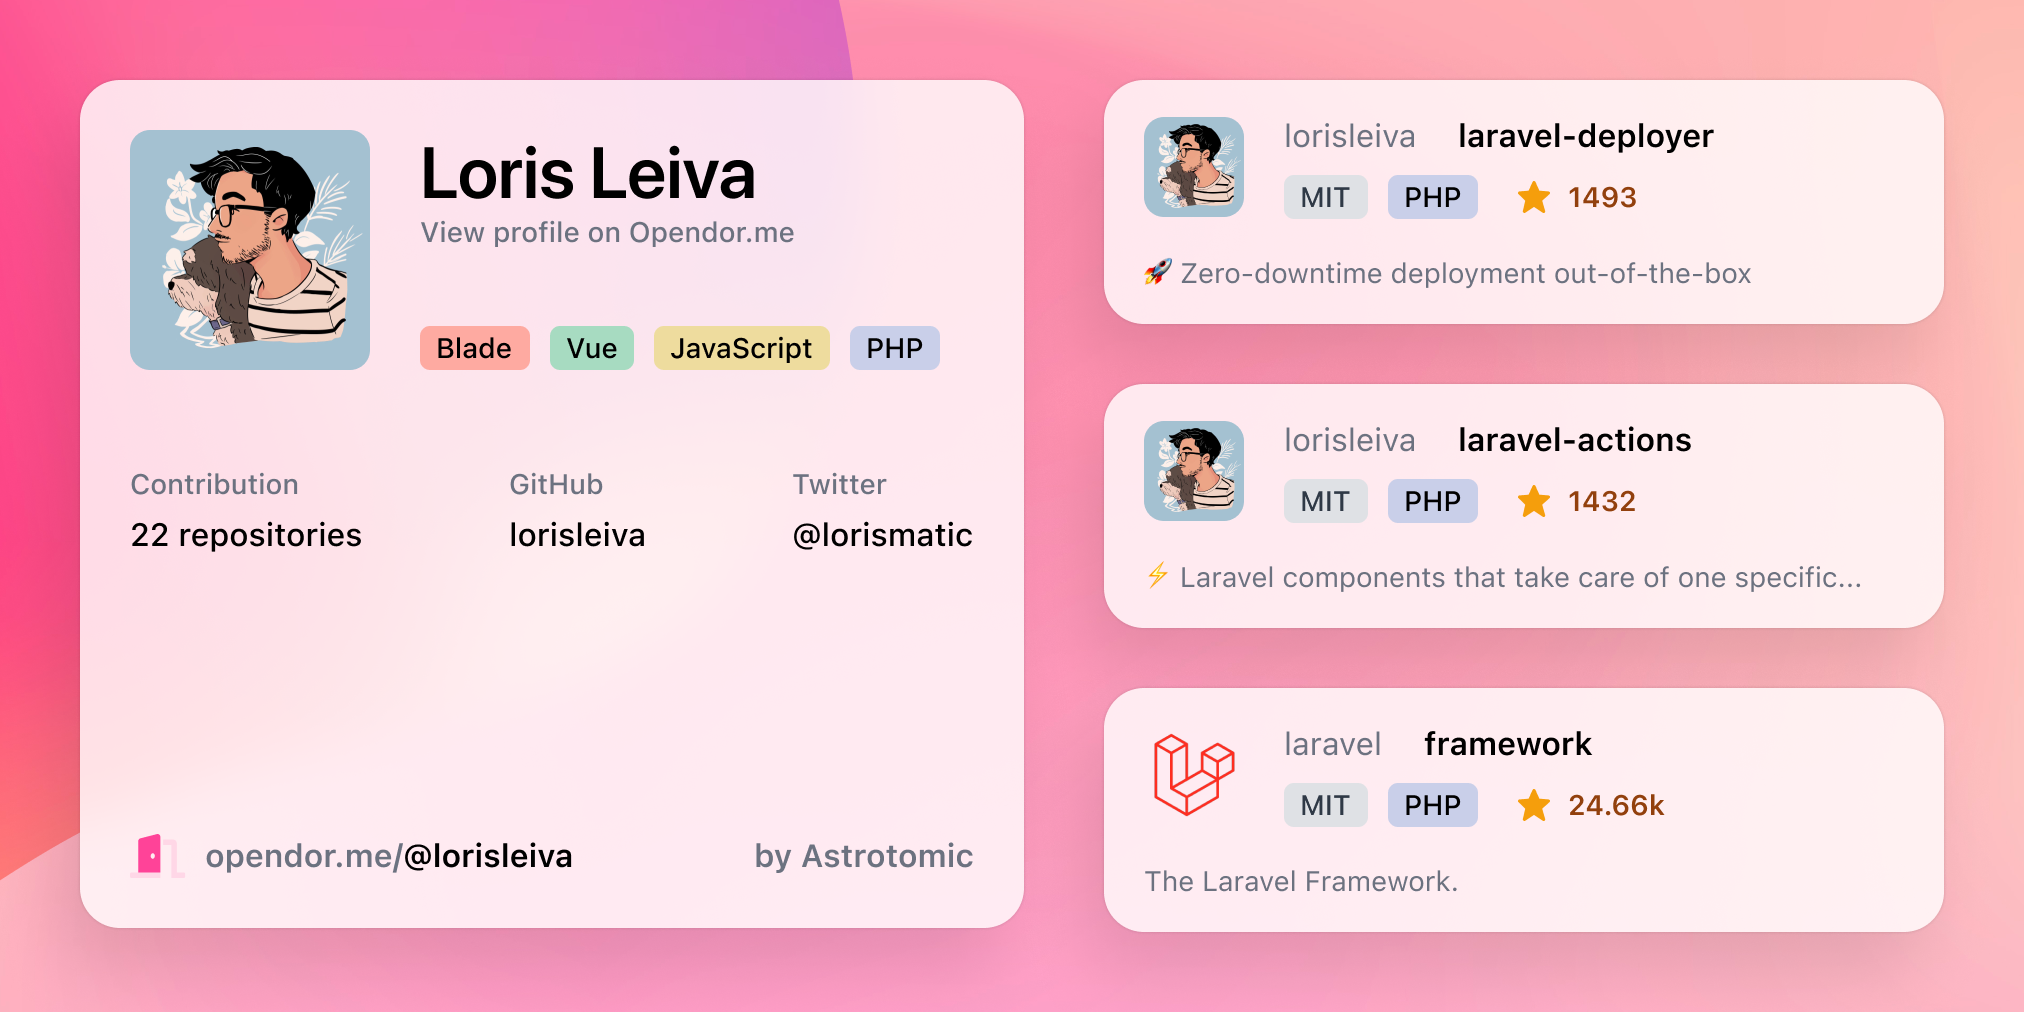 Loris Leiva
View profile on Opendor.me
Blade Vue JavaScript PHP
Contribution GitHub Twitter
22 repositories lorisleiva @lorismatic
opendor.me/@lorisleiva by Astrotomic
lorisleiva laravel-deployer
MIT PHP 1493
🚀 Zero-downtime deployment out-of-the-box
lorisleiva laravel-actions
MIT PHP 1432
⚡ Laravel components that take care of one specific...
laravel framework
MIT PHP 24.66k
The Laravel Framework.